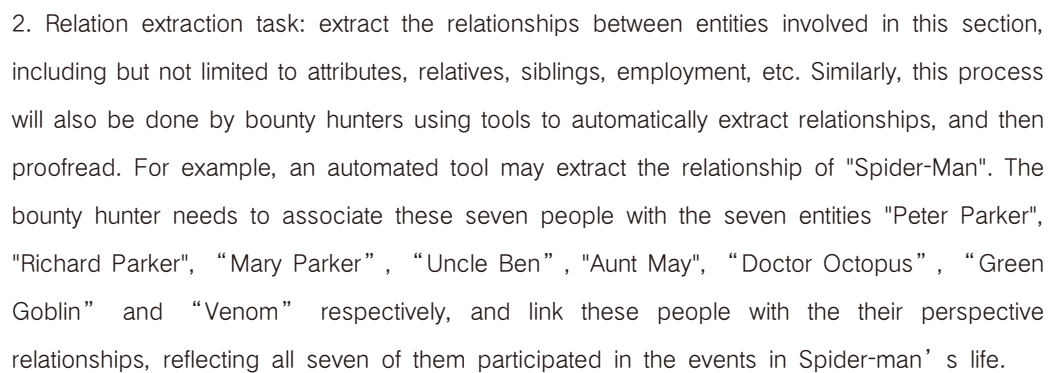 2. Relation extraction task: extract the relationships between entities involved in this section,
including but not limited to attributes, relatives, siblings, employment, etc. Similarly, this process
will also be done by bounty hunters using tools to automatically extract relationships, and then
proofread. For example, an automated tool may extract the relationship of "Spider-Man". The
bounty hunter needs to associate these seven people with the seven entities "Peter Parker",
"Richard Parker", “Mary Parker”, “Uncle Ben”, "Aunt May", “Doctor Octopus”, “Green
Goblin” and “Venom” respectively, and link these people with the their perspective
relationships, reflecting all seven of them participated in the events in Spider-man’s life.